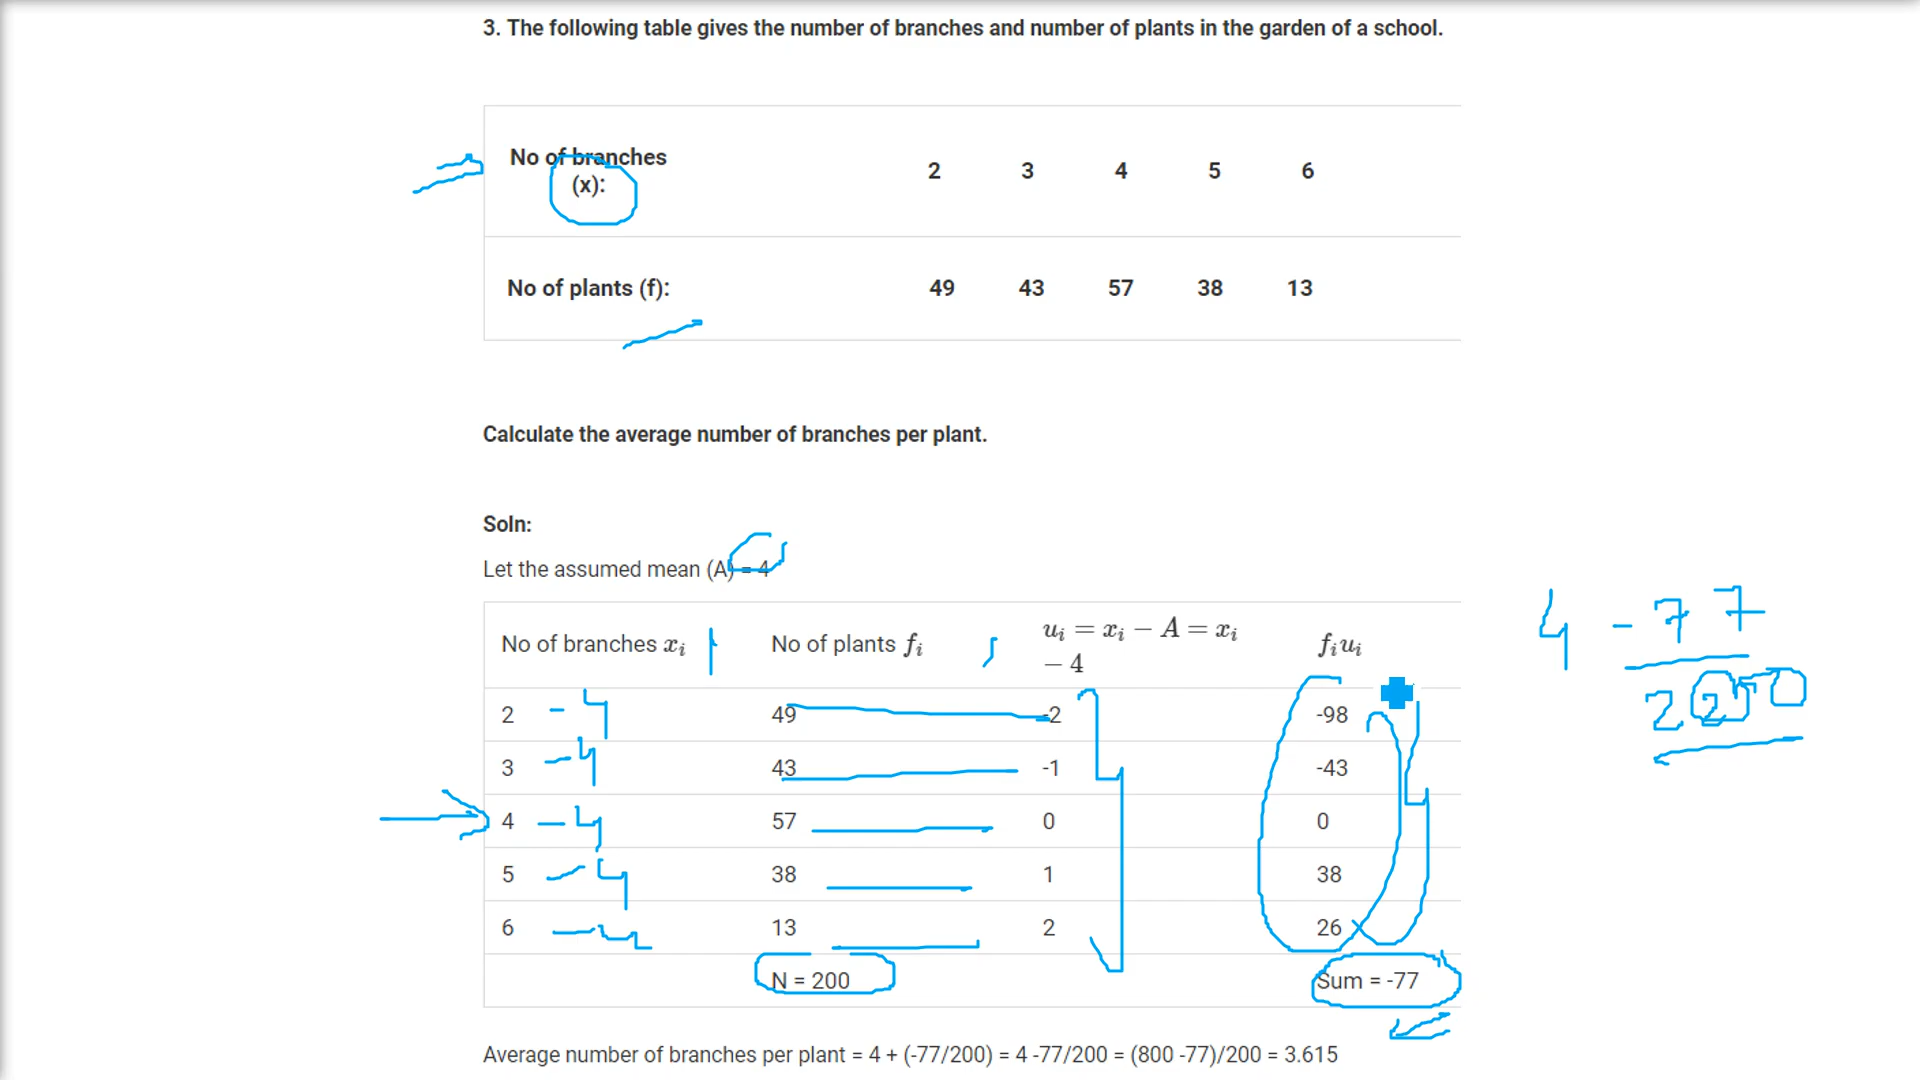 3. The following table gives the number of branches and number of plants in the garden of a school.
No of branches (x): 2 3 4 5 6
No of plants (f): 49 43 57 38 13
Calculate the average number of branches per plant.
Soln:
Let the assumed mean (A) = 4
No of branches xᵢ No of plants fᵢ uᵢ = xᵢ − A = xᵢ − 4 fᵢuᵢ
2 - 4 49 -2 -98
3 - 4 43 -1 -43
4 - 4 57 0 0
5 - 4 38 1 38
6 - 4 13 2 26
N = 200 Sum = -77
4 - 77
Average number of branches per plant = 4 + (-77/200) = 4 -77/200 = (800 -77)/200 = 3.615